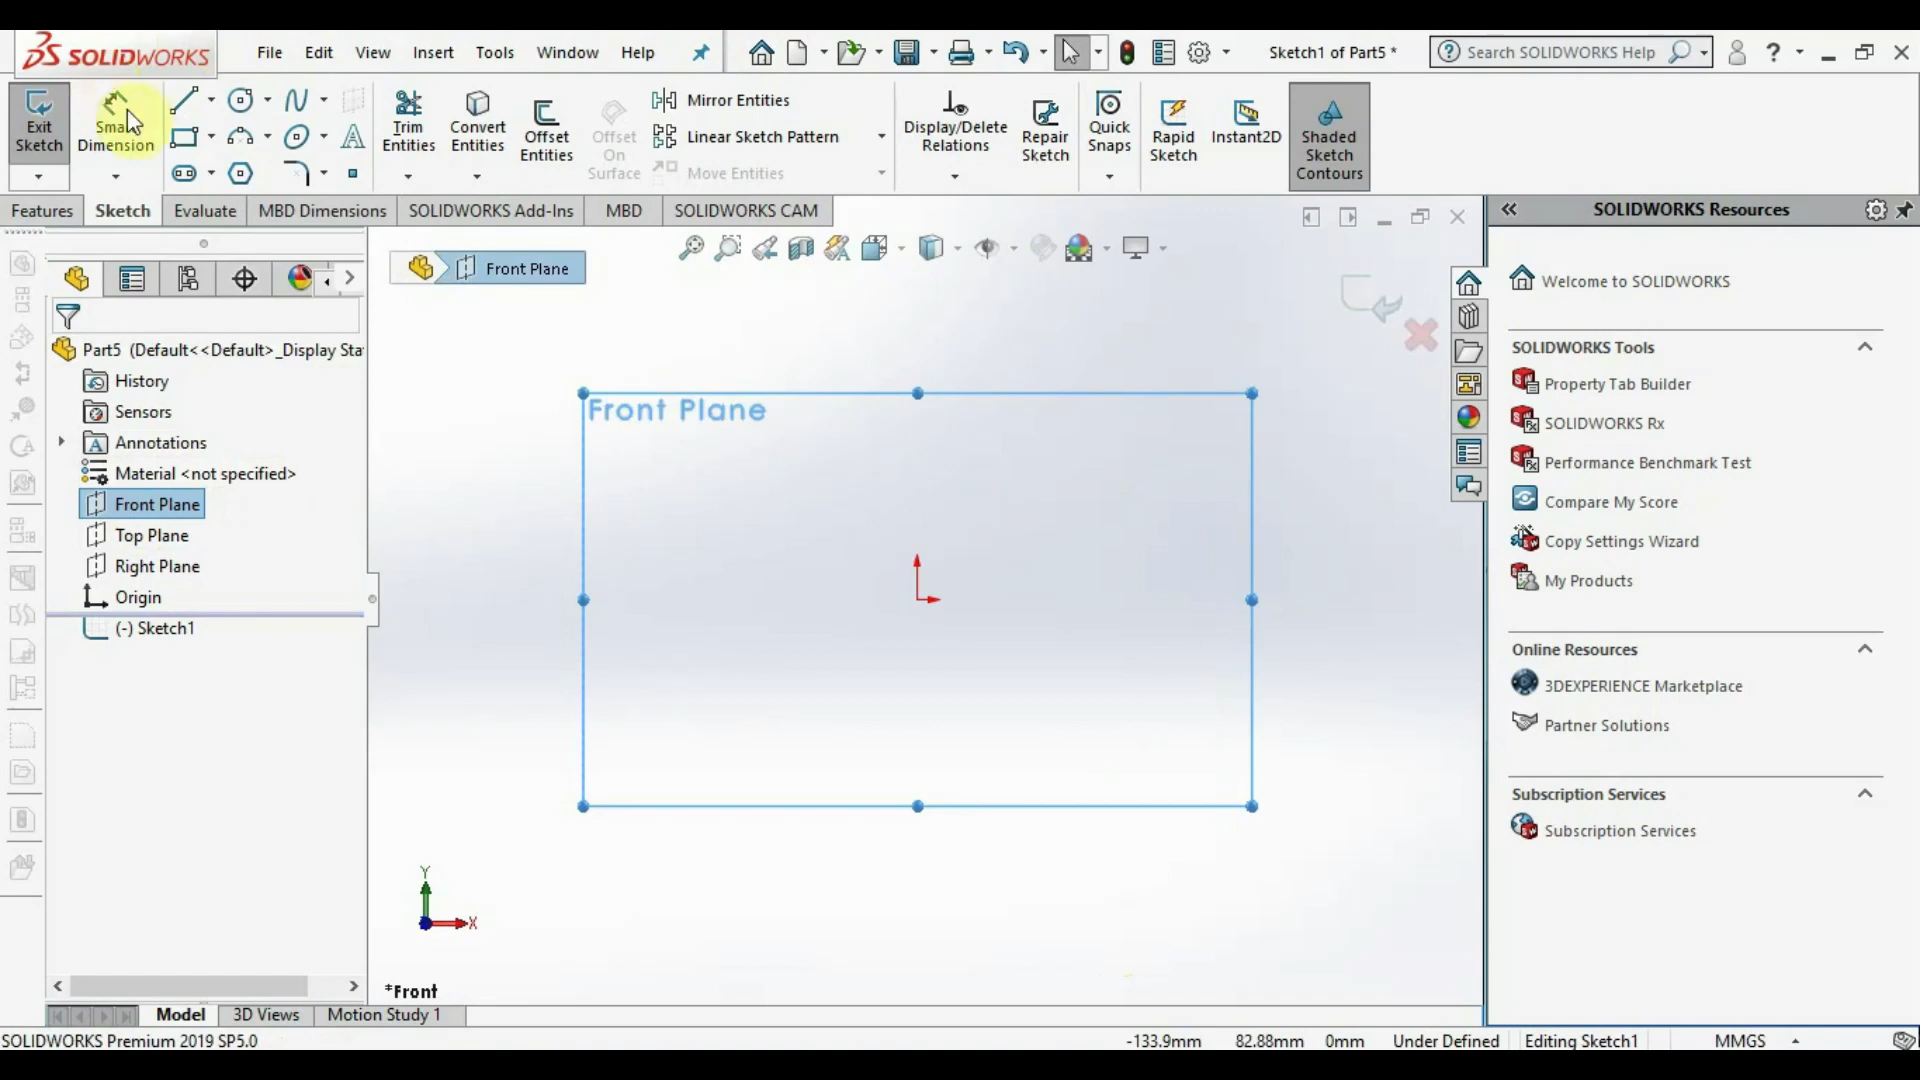 SOLIDWORKS
File Edit View Insert Tools Window Help
Sketch1 of Part5 *
Search SOLIDWORKS Help
Exit Sketch
Smart Dimension
Trim Entities
Convert Entities
Offset Entities
Offset On Surface
Mirror Entities
Linear Sketch Pattern
Move Entities
Display/Delete Relations
Repair Sketch
Quick Snaps
Rapid Sketch
Instant2D
Shaded Sketch Contours
Features Sketch Evaluate MBD Dimensions SOLIDWORKS Add-Ins MBD SOLIDWORKS CAM
Part5 (Default<<Default>_Display Sta
History
Sensors
Annotations
Material <not specified>
Front Plane
Top Plane
Right Plane
Origin
(-) Sketch1
Front Plane
Front Plane
Y
X
*Front
SOLIDWORKS Resources
Welcome to SOLIDWORKS
SOLIDWORKS Tools
Property Tab Builder
SOLIDWORKS Rx
Performance Benchmark Test
Compare My Score
Copy Settings Wizard
My Products
Online Resources
3DEXPERIENCE Marketplace
Partner Solutions
Subscription Services
Subscription Services
Model 3D Views Motion Study 1
SOLIDWORKS Premium 2019 SP5.0
-133.9mm 82.88mm 0mm Under Defined Editing Sketch1 MMGS